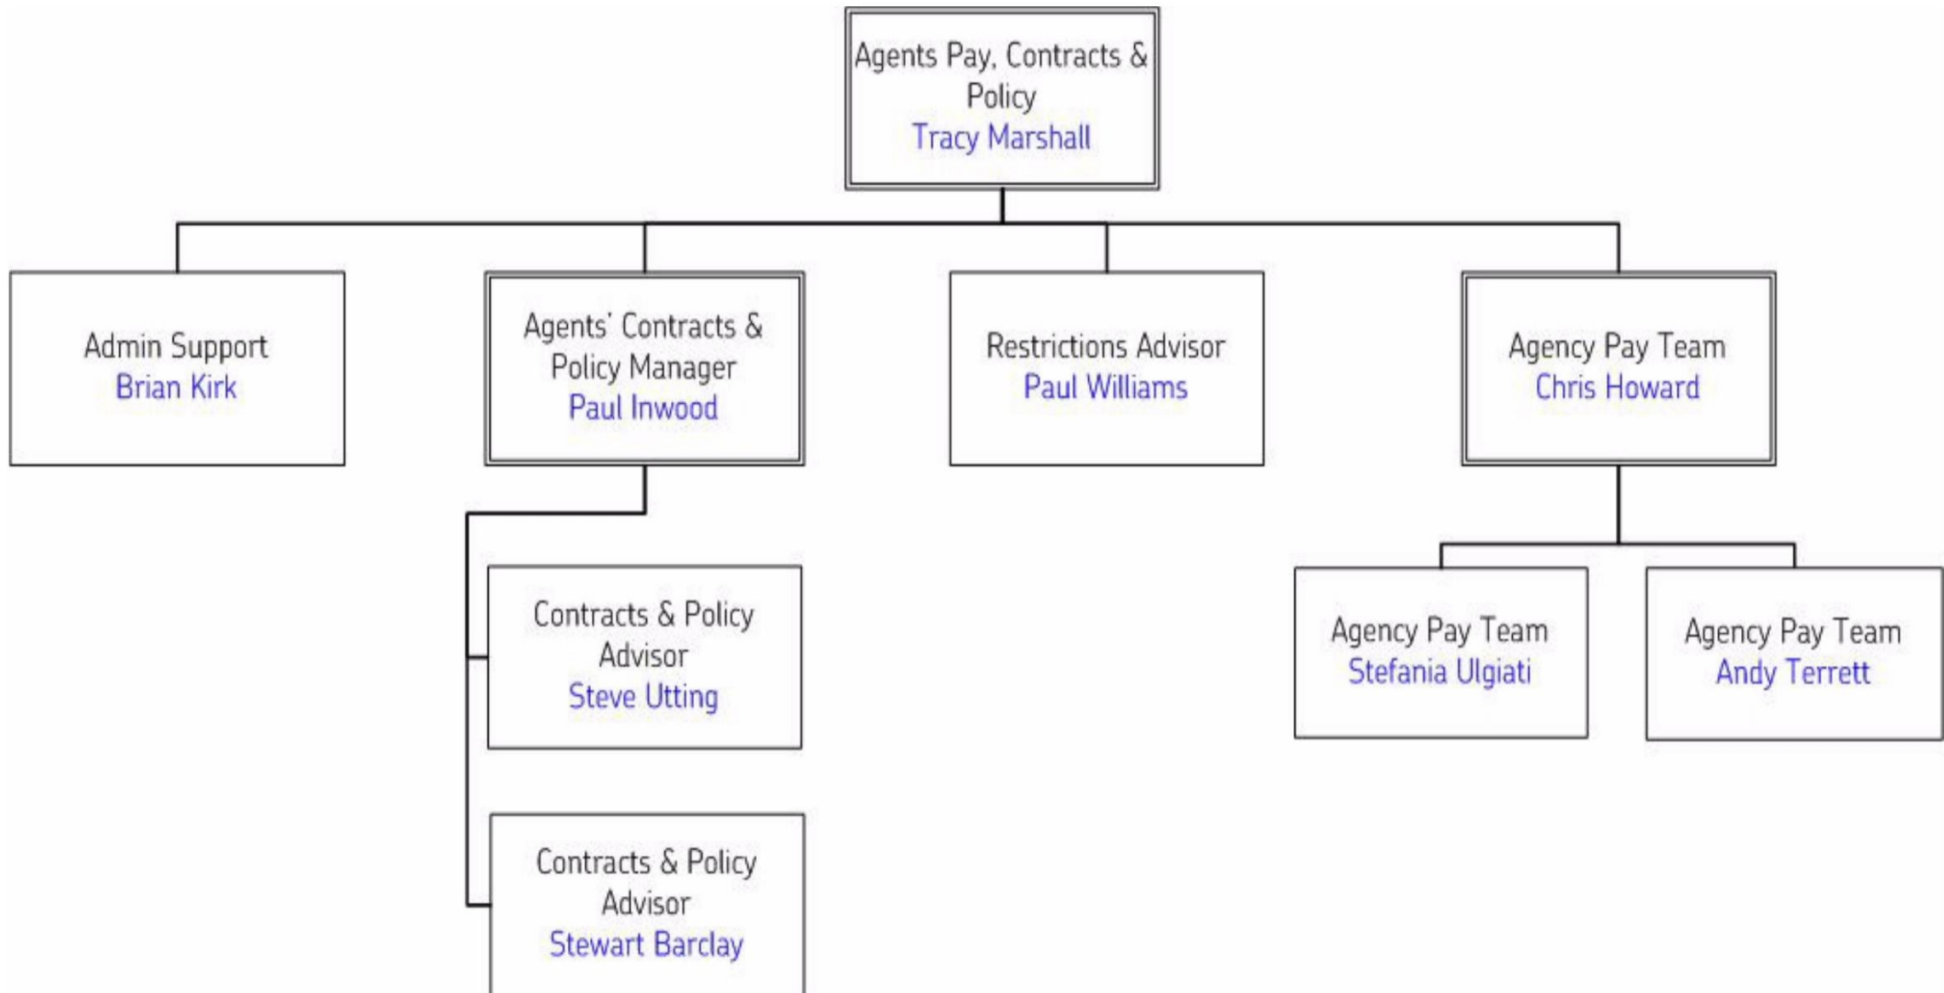 Agents Pay, Contracts &
Policy
Tracy Marshall
Admin Support
Brian Kirk
Agents' Contracts &
Policy Manager
Paul Inwood
Restrictions Advisor
Paul Williams
Agency Pay Team
Chris Howard
Contracts & Policy
Advisor
Steve Utting
Agency Pay Team
Stefania Ulgiati
Agency Pay Team
Andy Terrett
Contracts & Policy
Advisor
Stewart Barclay